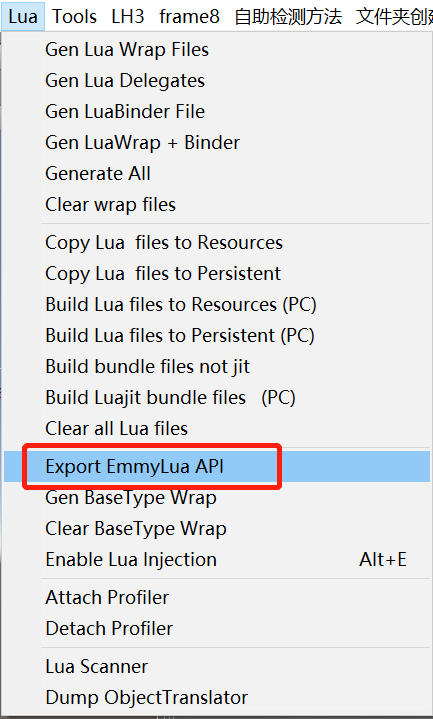 Lua Tools LH3 frame8 自助检测方法 文件夹创建
Gen Lua Wrap Files
Gen Lua Delegates
Gen LuaBinder File
Gen LuaWrap + Binder
Generate All
Clear wrap files
Copy Lua  files to Resources
Copy Lua  files to Persistent
Build Lua files to Resources (PC)
Build Lua files to Persistent (PC)
Build bundle files not jit
Build Luajit bundle files   (PC)
Clear all Lua files
Export EmmyLua API
Gen BaseType Wrap
Clear BaseType Wrap
Enable Lua Injection Alt+E
Attach Profiler
Detach Profiler
Lua Scanner
Dump ObjectTranslator